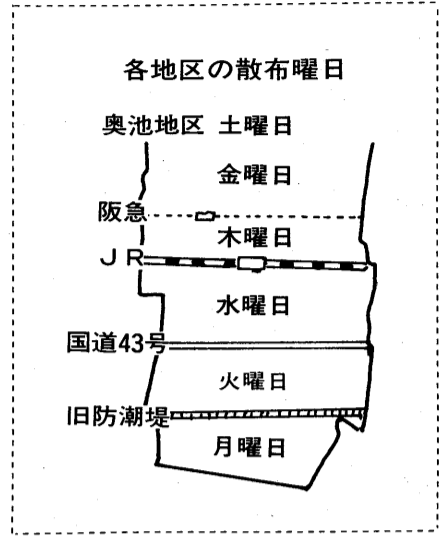 各地区の散布曜日
奥池地区 土曜日
金曜日
阪急
木曜日
JR
水曜日
国道43号
火曜日
旧防潮堤
月曜日